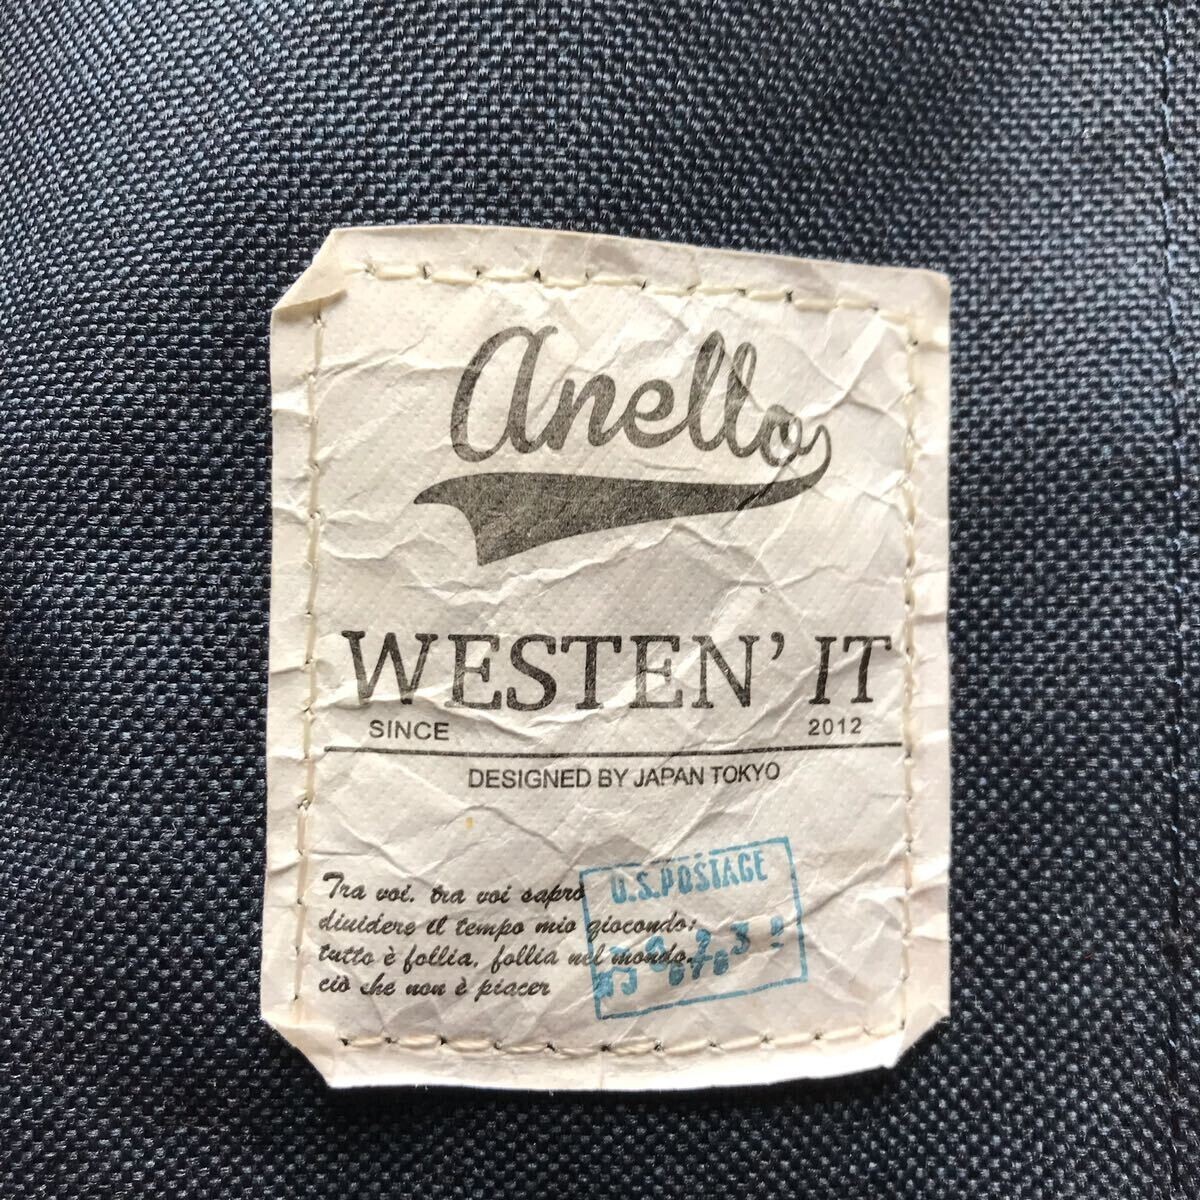 anello
WESTEN' IT
SINCE 2012
DESIGNED BY JAPAN TOKYO
Tra voi, tra voi saprò
dividere il tempo mio giocondo;
tutto è follia, follia nel mondo,
ciò che non è piacer
U.S.POSTAGE